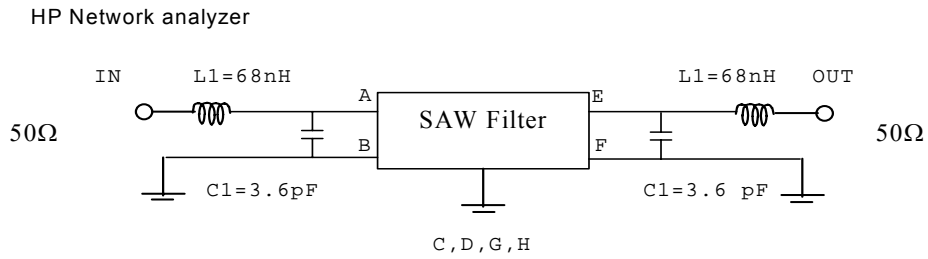 HP Network analyzer
IN L1=68nH L1=68nH OUT
A E
50Ω SAW Filter 50Ω
B F
C1=3.6pF C1=3.6 pF
C,D,G,H